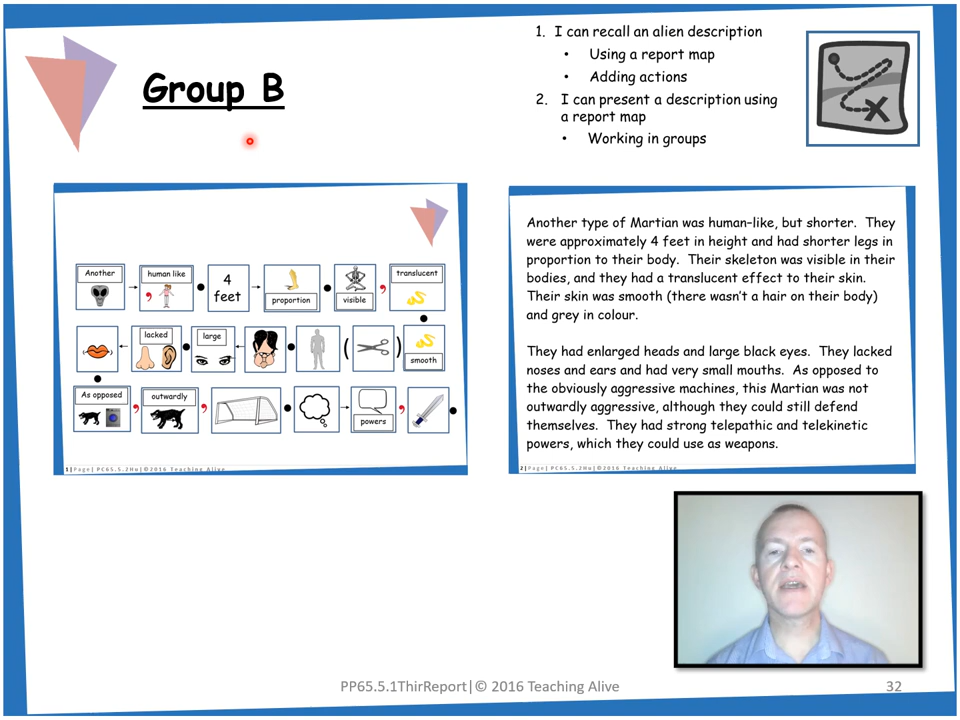 Group B
1. I can recall an alien description
• Using a report map
• Adding actions
2. I can present a description using
a report map
• Working in groups
Another
human like
4
feet
proportion
visible
translucent
lacked
large
smooth
As opposed
outwardly
powers
1|Page| PC65.5.2Hu|©2016 Teaching Alive
Another type of Martian was human-like, but shorter. They
were approximately 4 feet in height and had shorter legs in
proportion to their body. Their skeleton was visible in their
bodies, and they had a translucent effect to their skin.
Their skin was smooth (there wasn't a hair on their body)
and grey in colour.
They had enlarged heads and large black eyes. They lacked
noses and ears and had very small mouths. As opposed to
the obviously aggressive machines, this Martian was not
outwardly aggressive, although they could still defend
themselves. They had strong telepathic and telekinetic
powers, which they could use as weapons.
2|Page| PC65.5.2Hu|©2016 Teaching Alive
PP65.5.1ThirReport|© 2016 Teaching Alive
32